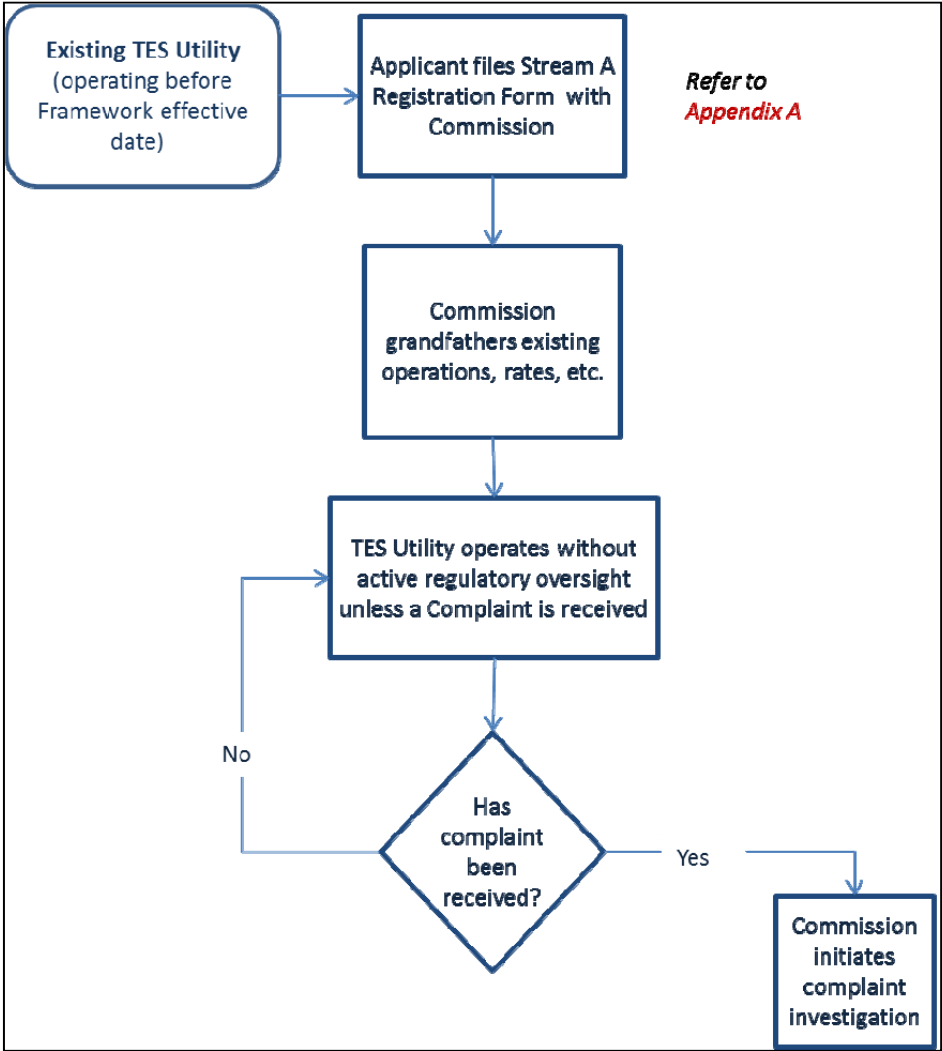 Existing TES Utility
(operating before
Framework effective
date)
Applicant files Stream A
Registration Form with
Commission
Refer to
Appendix A
Commission
grandfathers existing
operations, rates, etc.
TES Utility operates without
active regulatory oversight
unless a Complaint is received
No
Has
complaint
been
received?
Yes
Commission
initiates
complaint
investigation